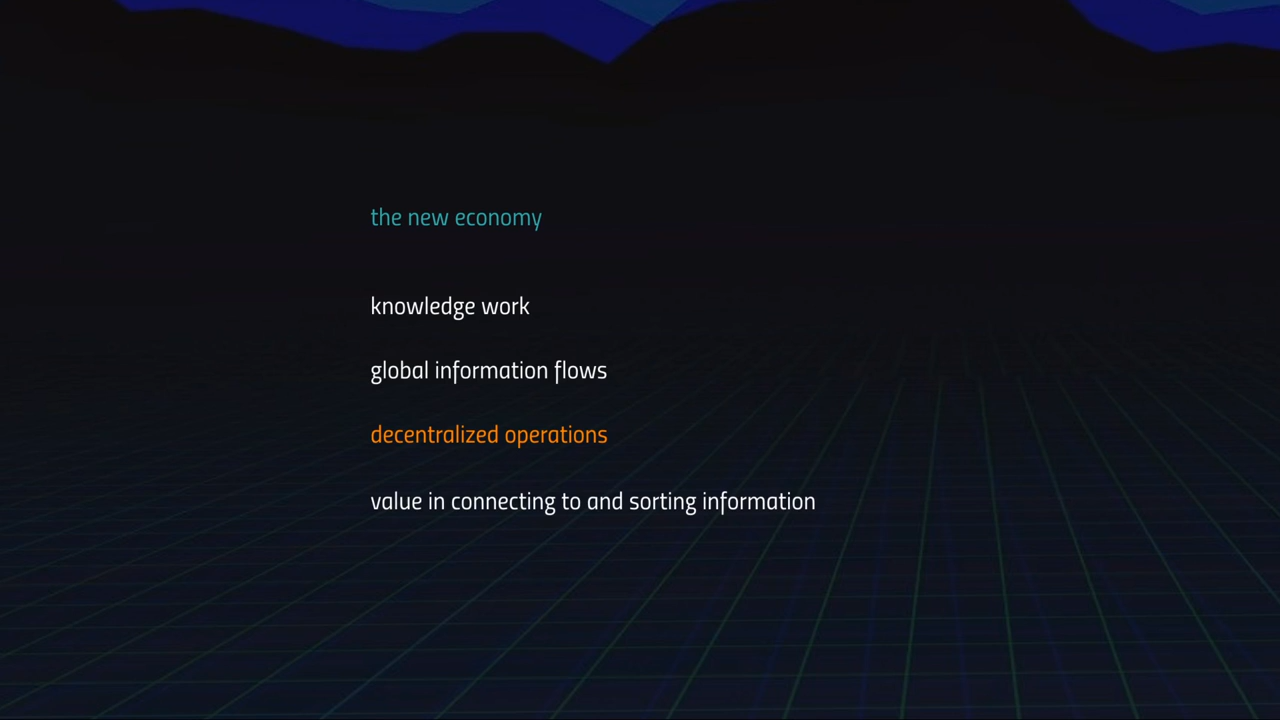 the new economy
knowledge work
global information flows
decentralized operations
value in connecting to and sorting information